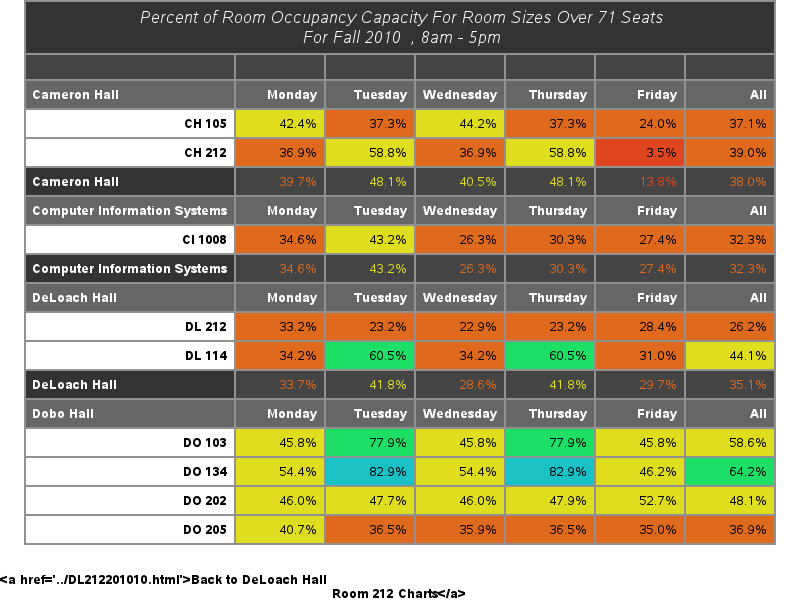 Percent of Room Occupancy Capacity For Room Sizes Over 71 Seats
For Fall 2010 , 8am - 5pm
Cameron Hall Monday Tuesday Wednesday Thursday Friday All
CH 105 42.4% 37.3% 44.2% 37.3% 24.0% 37.1%
CH 212 36.9% 58.8% 36.9% 58.8% 3.5% 39.0%
Cameron Hall 39.7% 48.1% 40.5% 48.1% 13.8% 38.0%
Computer Information Systems Monday Tuesday Wednesday Thursday Friday All
CI 1008 34.6% 43.2% 26.3% 30.3% 27.4% 32.3%
Computer Information Systems 34.6% 43.2% 26.3% 30.3% 27.4% 32.3%
DeLoach Hall Monday Tuesday Wednesday Thursday Friday All
DL 212 33.2% 23.2% 22.9% 23.2% 28.4% 26.2%
DL 114 34.2% 60.5% 34.2% 60.5% 31.0% 44.1%
DeLoach Hall 33.7% 41.8% 28.6% 41.8% 29.7% 35.1%
Dobo Hall Monday Tuesday Wednesday Thursday Friday All
DO 103 45.8% 77.9% 45.8% 77.9% 45.8% 58.6%
DO 134 54.4% 82.9% 54.4% 82.9% 46.2% 64.2%
DO 202 46.0% 47.7% 46.0% 47.9% 52.7% 48.1%
DO 205 40.7% 36.5% 35.9% 36.5% 35.0% 36.9%
<a href='../DL212201010.html'>Back to DeLoach Hall
Room 212 Charts</a>